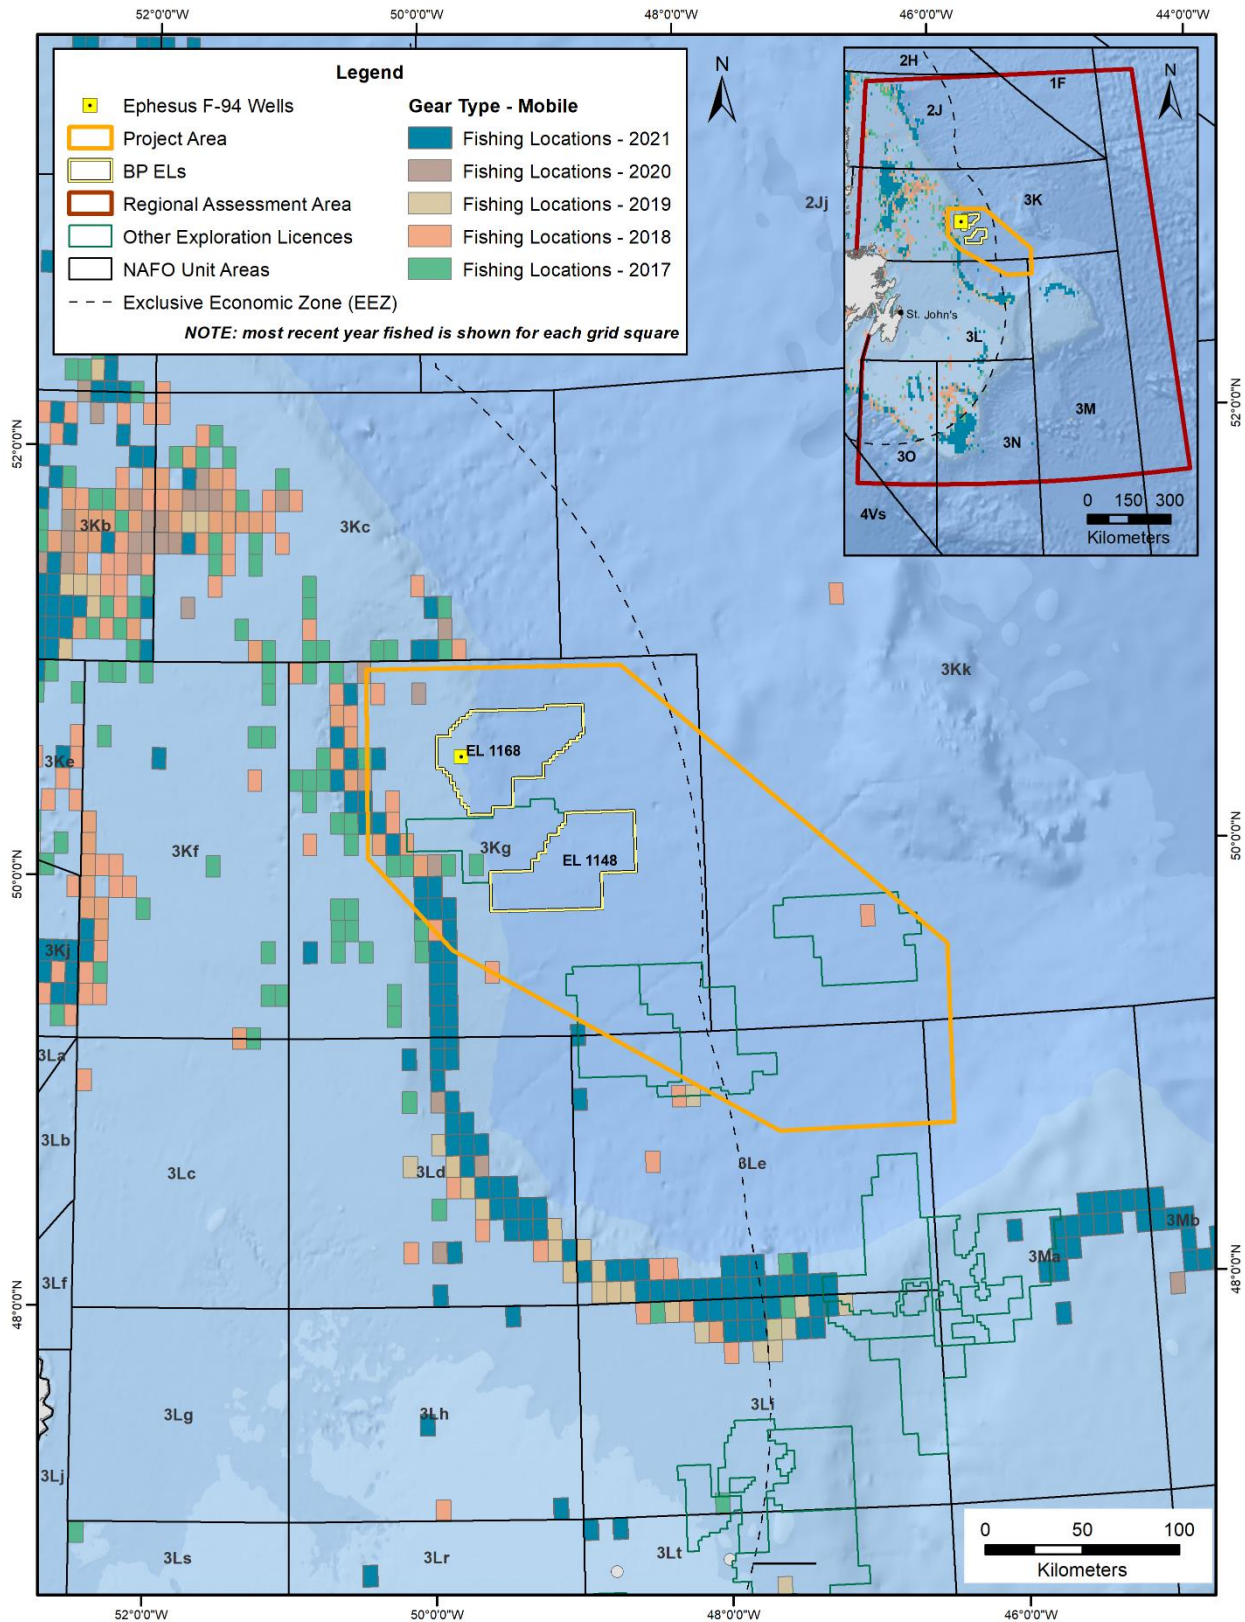 52°0'0"W 50°0'0"W 48°0'0"W 46°0'0"W 44°0'0"W
Legend
Ephesus F-94 Wells
Project Area
BP ELs
Regional Assessment Area
Other Exploration Licences
NAFO Unit Areas
Exclusive Economic Zone (EEZ)
Gear Type - Mobile
Fishing Locations - 2021
Fishing Locations - 2020
Fishing Locations - 2019
Fishing Locations - 2018
Fishing Locations - 2017
NOTE: most recent year fished is shown for each grid square
N
N
2H
1F
2J
3K
St. John's
3L
3M
3N
3O
4Vs
0 150 300
Kilometers
2Jj
52°0'0"N
52°0'0"N
3Kb
3Kc
3Kk
EL 1168
3Ke
3Kf
3Kg
EL 1148
50°0'0"N
50°0'0"N
3Kj
3La
3Lb
3Lc
3Ld
3Le
3Mb
3Ma
3Lf
48°0'0"N
48°0'0"N
3Lg
3Lh
3Li
3Lj
3Ls
3Lr
3Lt
0 50 100
Kilometers
52°0'0"W 50°0'0"W 48°0'0"W 46°0'0"W